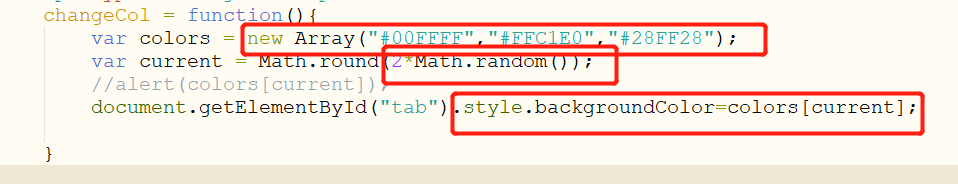 changeCol = function(){
var colors = new Array("#00FFFF","#FFC1E0","#28FF28");
var current = Math.round(2*Math.random());
//alert(colors[current]);
document.getElementById("tab").style.backgroundColor=colors[current];
}